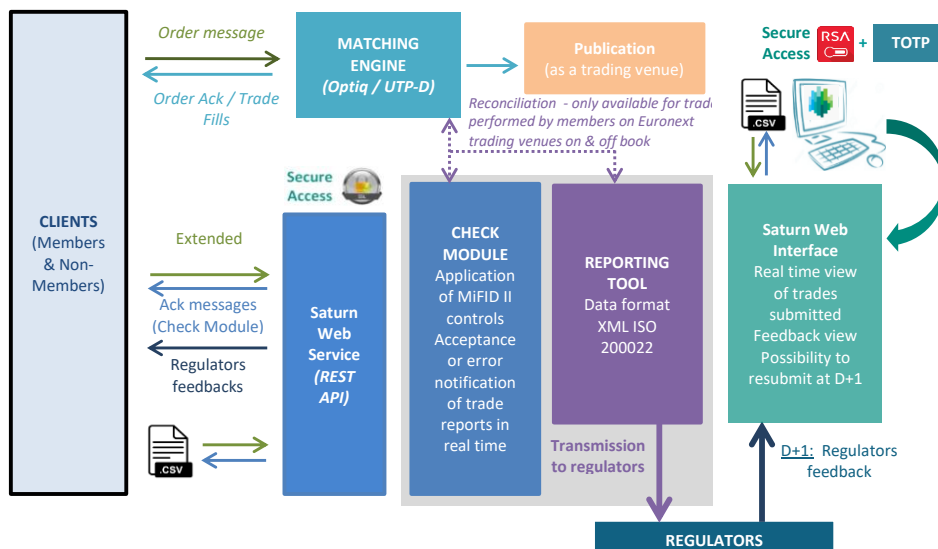 Order message
Order Ack / Trade
Fills
MATCHING
ENGINE
(Optiq / UTP-D)
Publication
(as a trading venue)
Reconciliation - only available for trad
performed by members on Euronext
trading venues on & off book
Secure
Access
RSA
+
TOTP
.CSV
CLIENTS
(Members
& Non-
Members)
Extended
Ack messages
(Check Module)
Regulators
feedbacks
.CSV
Secure
Access
Saturn
Web
Service
(REST
API)
CHECK
MODULE
Application
of MiFID II
controls
Acceptance
or error
notification
of trade
reports in
real time
REPORTING
TOOL
Data format
XML ISO
200022
Transmission
to regulators
Saturn Web
Interface
Real time view
of trades
submitted
Feedback view
Possibility to
resubmit at D+1
D+1: Regulators
feedback
REGULATORS